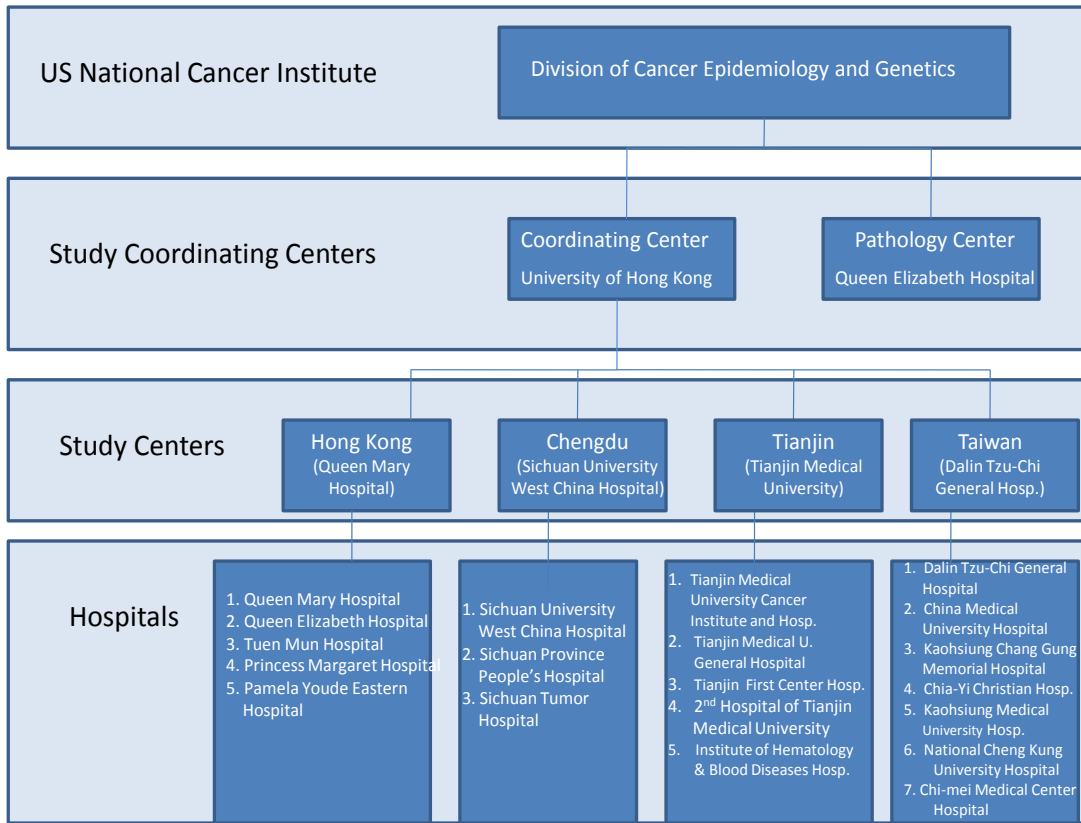 US National Cancer Institute
Division of Cancer Epidemiology and Genetics
Study Coordinating Centers
Coordinating Center
University of Hong Kong
Pathology Center
Queen Elizabeth Hospital
Study Centers
Hong Kong
(Queen Mary
Hospital)
Chengdu
(Sichuan University
West China Hospital)
Tianjin
(Tianjin Medical
University)
Taiwan
(Dalin Tzu-Chi
General Hosp.)
Hospitals
1. Queen Mary Hospital
2. Queen Elizabeth Hospital
3. Tuen Mun Hospital
4. Princess Margaret Hospital
5. Pamela Youde Eastern
Hospital
1. Sichuan University
West China Hospital
2. Sichuan Province
People's Hospital
3. Sichuan Tumor
Hospital
1. Tianjin Medical
University Cancer
Institute and Hosp.
2. Tianjin Medical U.
General Hospital
3. Tianjin First Center Hosp.
4. 2nd Hospital of Tianjin
Medical University
5. Institute of Hematology
& Blood Diseases Hosp.
1. Dalin Tzu-Chi General
Hospital
2. China Medical
University Hospital
3. Kaohsiung Chang Gung
Memorial Hospital
4. Chia-Yi Christian Hosp.
5. Kaohsiung Medical
University Hosp.
6. National Cheng Kung
University Hospital
7. Chi-mei Medical Center
Hospital